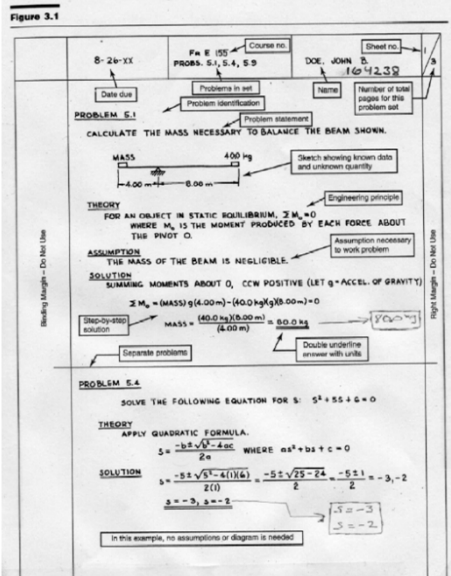 Figure 3.1
8-26-XX
Fn E 155
PROBS. 5.1, 5.4, 5.9
Course no.
DOE, JOHN B.
164238
Sheet no.
1
3
Date due
Problems in set
Problem identification
Name
Number of total
pages for this
problem set
PROBLEM 5.1
Problem statement
CALCULATE THE MASS NECESSARY TO BALANCE THE BEAM SHOWN.
MASS
400 kg
4.00 m
8.00 m
Sketch showing known data
and unknown quantity
THEORY
Engineering principle
FOR AN OBJECT IN STATIC EQUILIBRIUM, Σ M₀ = 0
WHERE M₀ IS THE MOMENT PRODUCED BY EACH FORCE ABOUT
THE PIVOT O.
ASSUMPTION
Assumption necessary
to work problem
THE MASS OF THE BEAM IS NEGLIGIBLE.
SOLUTION
SUMMING MOMENTS ABOUT O, CCW POSITIVE (LET g = ACCEL. OF GRAVITY)
Σ M₀ = (MASS) g (4.00 m) - (40.0 kg)(g)(8.00 m) = 0
Step-by-step
solution
MASS = (40.0 kg)(8.00 m) / (4.00 m) = 80.0 kg
Double underline
answer with units
Separate problems
Binding Margin – Do Not Use
Right Margin – Do Not Use
PROBLEM 5.4
SOLVE THE FOLLOWING EQUATION FOR S: S² + 5S + 6 = 0
THEORY
APPLY QUADRATIC FORMULA.
S = -b ± √b² - 4ac / 2a WHERE as² + bs + c = 0
SOLUTION
S = -5 ± √5² - 4(1)(6) / 2(1) = -5 ± √25 - 24 / 2 = -5 ± 1 / 2 = -3, -2
S = -3, S = -2
S = -3
S = -2
In this example, no assumptions or diagram is needed